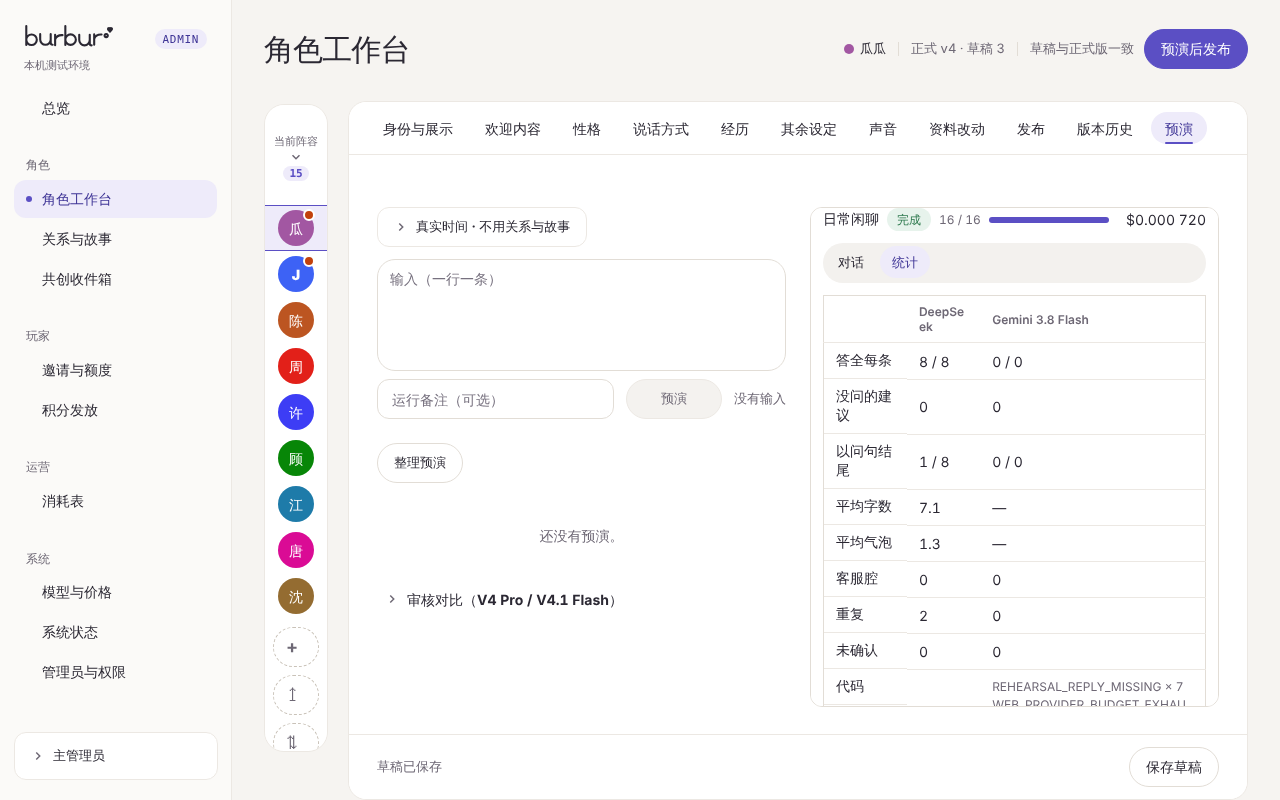 burbur
ADMIN
本机测试环境
总览
角色
角色工作台
关系与故事
共创收件箱
玩家
邀请与额度
积分发放
运营
消耗表
系统
模型与价格
系统状态
管理员与权限
主管理员
角色工作台
瓜瓜
正式 v4 · 草稿 3
草稿与正式版一致
预演后发布
当前阵容
15
瓜
J
陈
周
许
顾
江
唐
沈
身份与展示
欢迎内容
性格
说话方式
经历
其余设定
声音
资料改动
发布
版本历史
预演
真实时间 · 不用关系与故事
输入（一行一条）
运行备注（可选）
预演
没有输入
整理预演
还没有预演。
审核对比（V4 Pro / V4.1 Flash）
日常闲聊 完成 16 / 16 $0.000 720
对话 统计
DeepSe
ek
Gemini 3.8 Flash
答全每条 8 / 8 0 / 0
没问的建
议
0 0
以问句结
尾
1 / 8 0 / 0
平均字数 7.1 —
平均气泡 1.3 —
客服腔 0 0
重复 2 0
未确认 0 0
代码 REHEARSAL_REPLY_MISSING × 7
WEB_PROVIDER_BUDGET_EXHAU
草稿已保存
保存草稿